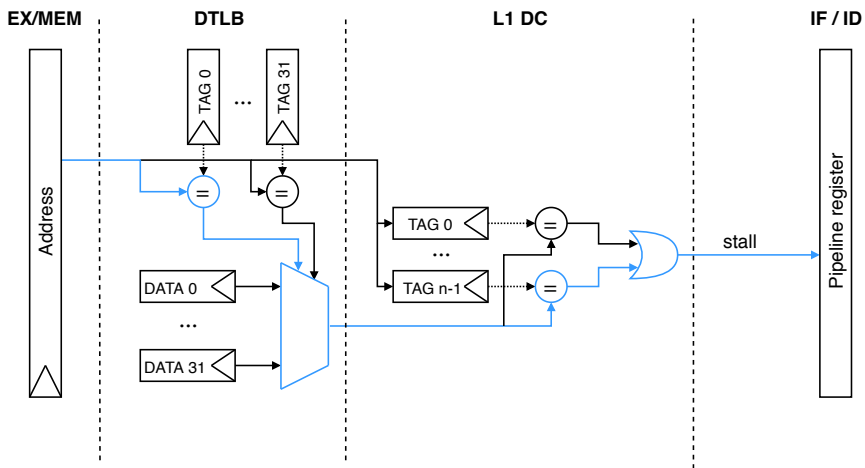 EX/MEM
DTLB
L1 DC
IF / ID
Address
TAG 0
...
TAG 31
=
=
DATA 0
...
DATA 31
TAG 0
...
TAG n-1
=
=
stall
Pipeline register